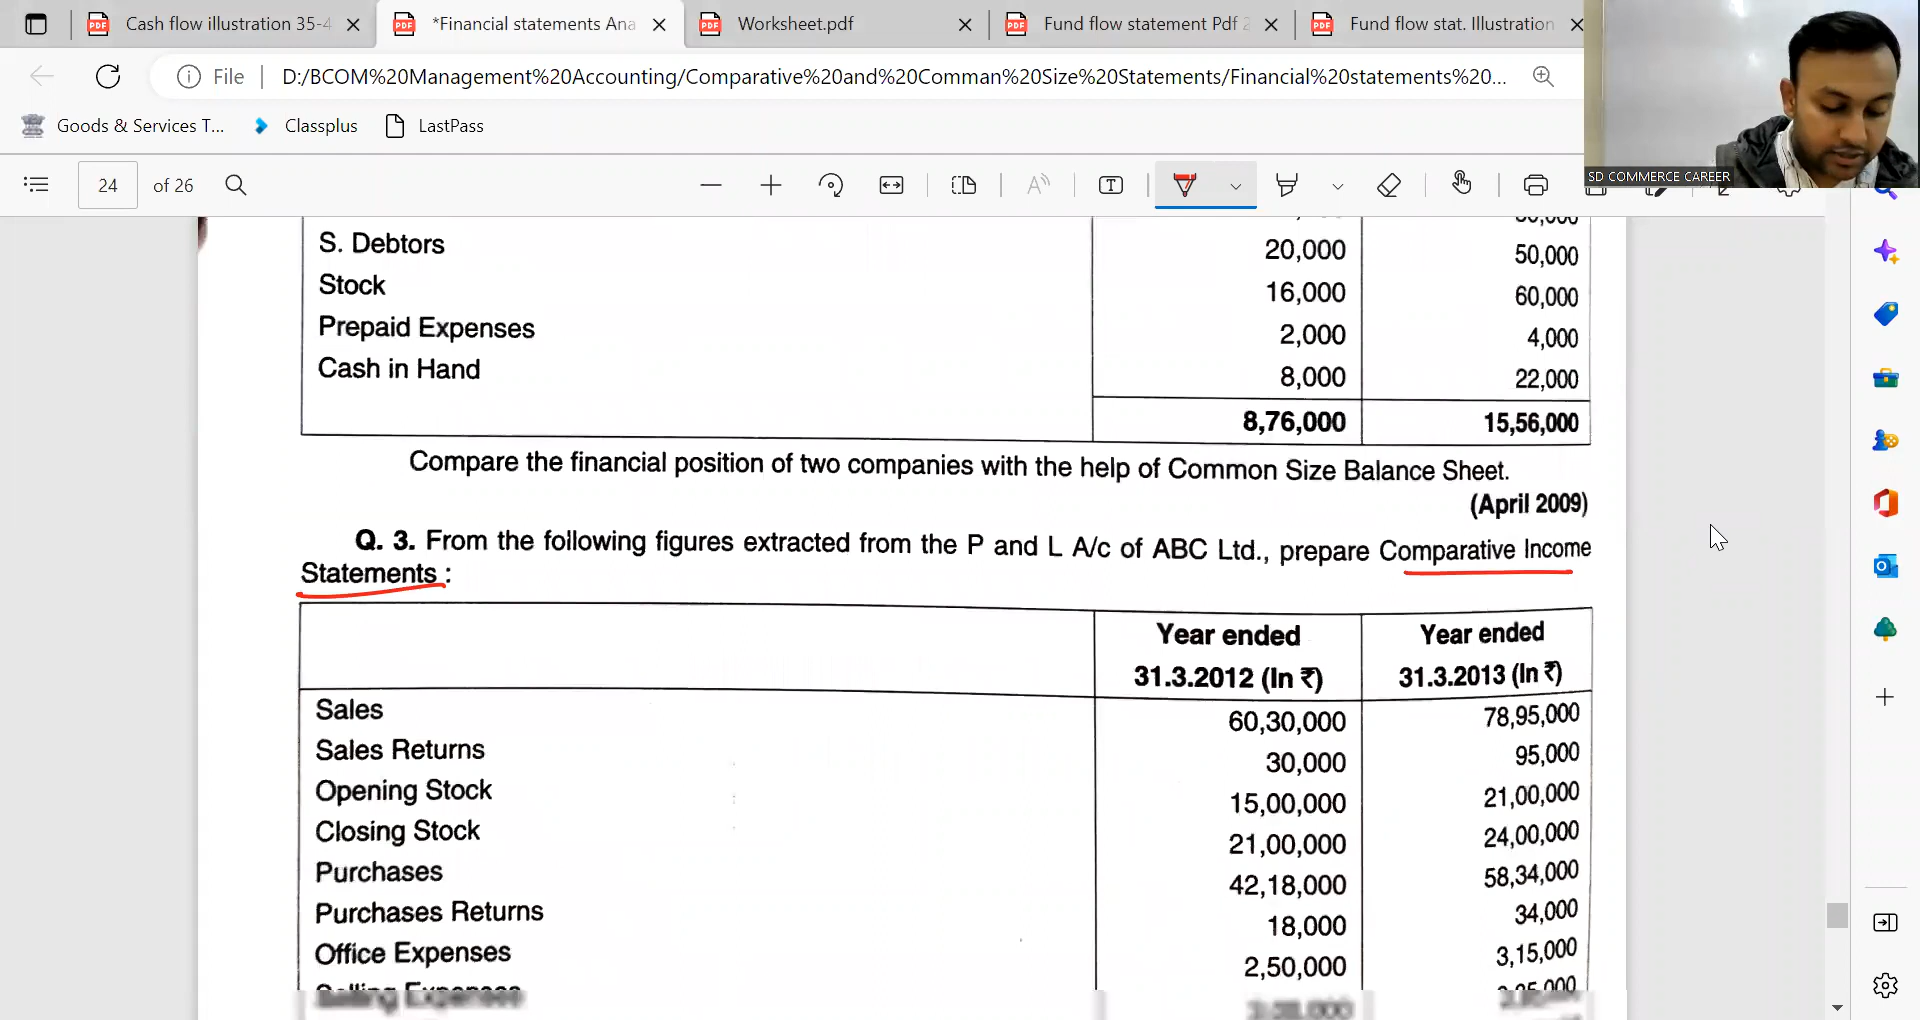 Cash flow illustration 35-4
*Financial statements Ana
Worksheet.pdf
Fund flow statement Pdf 2
Fund flow stat. Illustration
File
D:/BCOM%20Management%20Accounting/Comparative%20and%20Comman%20Size%20Statements/Financial%20statements%20...
Goods & Services T...
Classplus
LastPass
24
of 26
SD COMMERCE CAREER
S. Debtors 20,000 50,000
Stock 16,000 60,000
Prepaid Expenses 2,000 4,000
Cash in Hand 8,000 22,000
8,76,000 15,56,000
Compare the financial position of two companies with the help of Common Size Balance Sheet.
(April 2009)
Q. 3. From the following figures extracted from the P and L A/c of ABC Ltd., prepare Comparative Income
Statements :
Year ended Year ended
31.3.2012 (In ₹) 31.3.2013 (In ₹)
Sales 60,30,000 78,95,000
Sales Returns 30,000 95,000
Opening Stock 15,00,000 21,00,000
Closing Stock 21,00,000 24,00,000
Purchases 42,18,000 58,34,000
Purchases Returns 18,000 34,000
Office Expenses 2,50,000 3,15,000
Selling Expenses